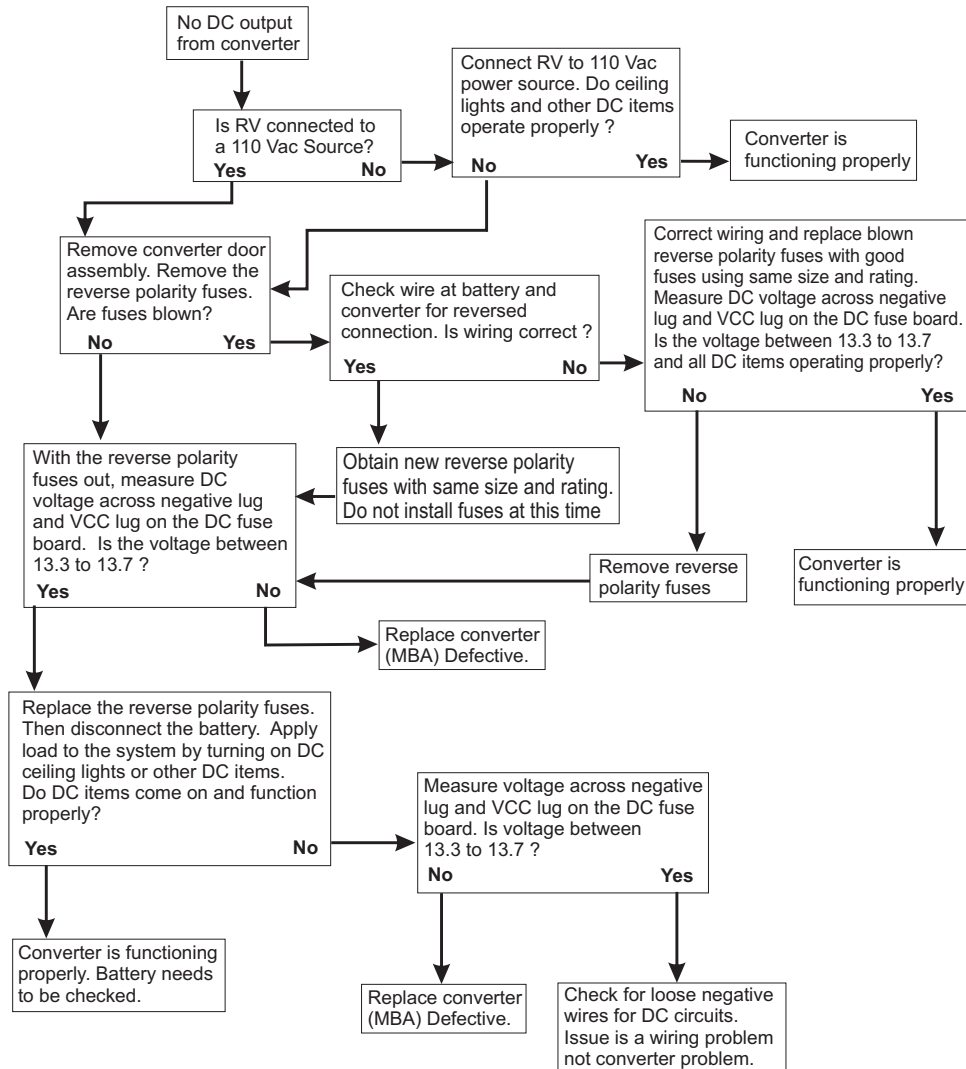 No DC output
from converter
Connect RV to 110 Vac
power source. Do ceiling
lights and other DC items
operate properly ?
No Yes
Is RV connected to
a 110 Vac Source?
Yes No
Converter is
functioning properly
Remove converter door
assembly. Remove the
reverse polarity fuses.
Are fuses blown?
No Yes
Check wire at battery and
converter for reversed
connection. Is wiring correct ?
Yes No
Correct wiring and replace blown
reverse polarity fuses with good
fuses using same size and rating.
Measure DC voltage across negative
lug and VCC lug on the DC fuse board.
Is the voltage between 13.3 to 13.7
and all DC items operating properly?
No Yes
With the reverse polarity
fuses out, measure DC
voltage across negative lug
and VCC lug on the DC fuse
board. Is the voltage between
13.3 to 13.7 ?
Yes No
Obtain new reverse polarity
fuses with same size and rating.
Do not install fuses at this time
Remove reverse
polarity fuses
Converter is
functioning properly
Replace converter
(MBA) Defective.
Replace the reverse polarity fuses.
Then disconnect the battery. Apply
load to the system by turning on DC
ceiling lights or other DC items.
Do DC items come on and function
properly?
Yes No
Measure voltage across negative
lug and VCC lug on the DC fuse
board. Is voltage between
13.3 to 13.7 ?
No Yes
Converter is functioning
properly. Battery needs
to be checked.
Replace converter
(MBA) Defective.
Check for loose negative
wires for DC circuits.
Issue is a wiring problem
not converter problem.